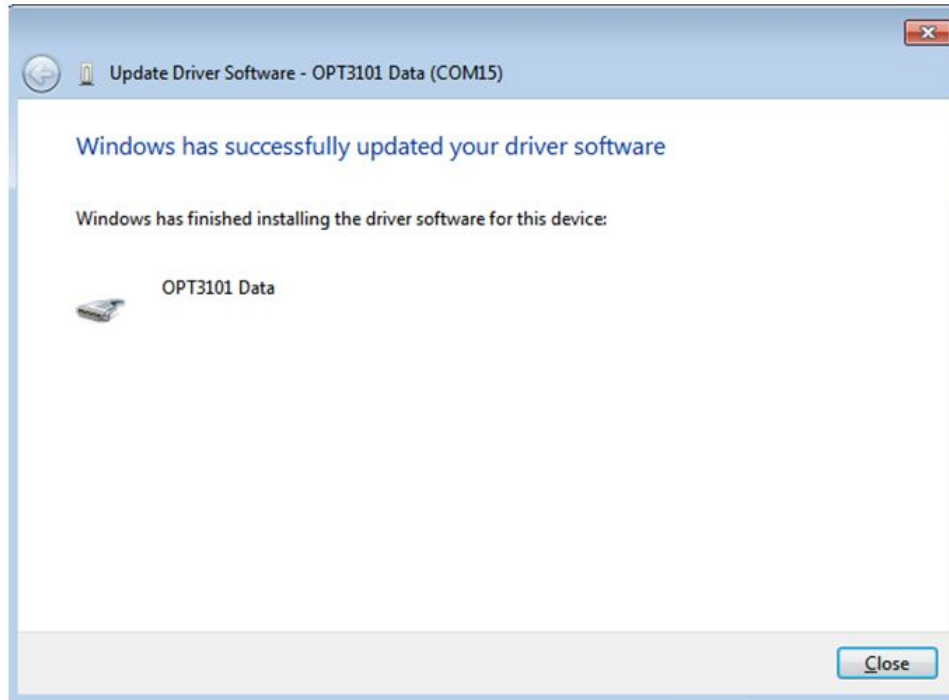 Update Driver Software - OPT3101 Data (COM15)
Windows has successfully updated your driver software
Windows has finished installing the driver software for this device:
OPT3101 Data
Close